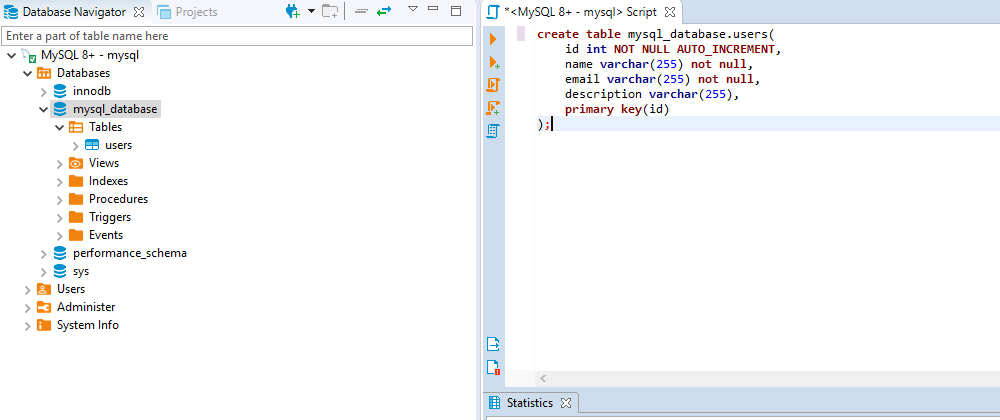 Database Navigator
Projects
Enter a part of table name here
MySQL 8+ - mysql
Databases
innodb
mysql_database
Tables
users
Views
Indexes
Procedures
Triggers
Events
performance_schema
sys
Users
Administer
System Info
*<MySQL 8+ - mysql> Script
create table mysql_database.users(
id int NOT NULL AUTO_INCREMENT,
name varchar(255) not null,
email varchar(255) not null,
description varchar(255),
primary key(id)
);
Statistics